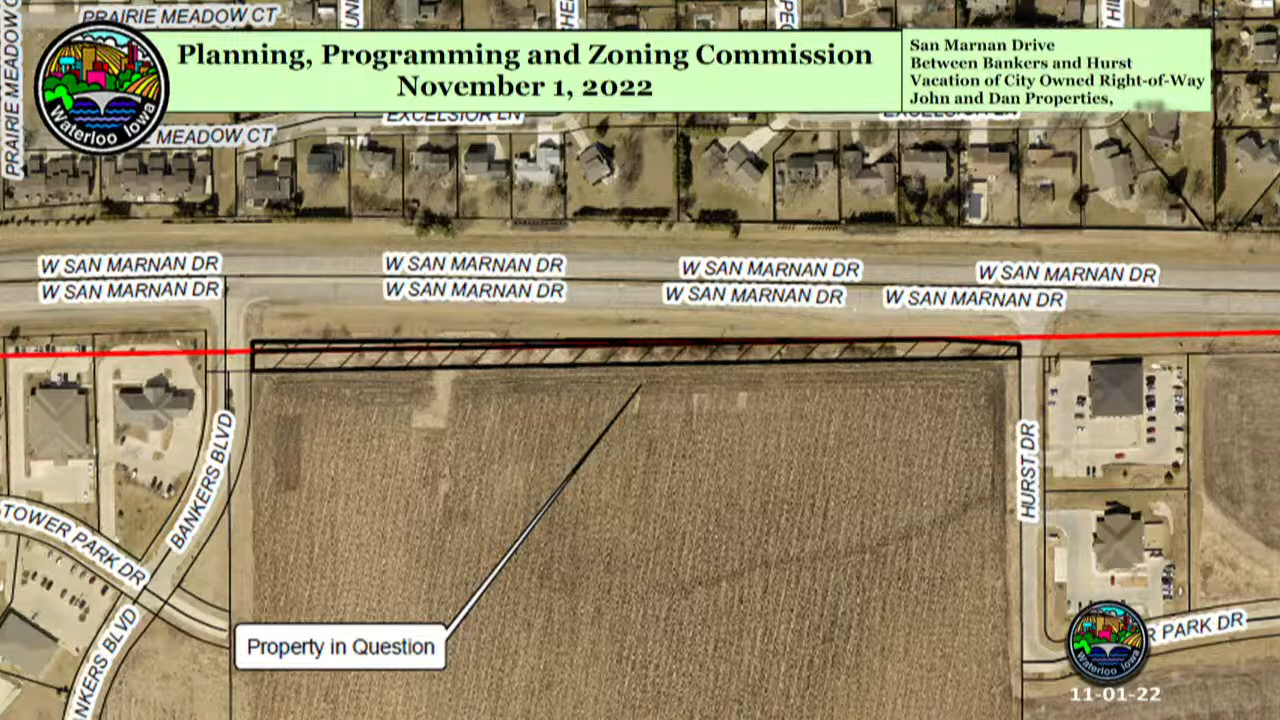 PRAIRIE MEADOW CT
PRAIRIE MEADOW
Planning, Programming and Zoning Commission
November 1, 2022
San Marnan Drive
Between Bankers and Hurst
Vacation of City Owned Right-of-Way
John and Dan Properties,
Waterloo Iowa
MEADOW CT
EXCELSIOR LN
W SAN MARNAN DR
W SAN MARNAN DR
W SAN MARNAN DR
W SAN MARNAN DR
W SAN MARNAN DR
W SAN MARNAN DR
W SAN MARNAN DR
W SAN MARNAN DR
BANKERS BLVD
HURST DR
TOWER PARK DR
Property in Question
NKERS BLVD
R PARK DR
Waterloo Iowa
11-01-22